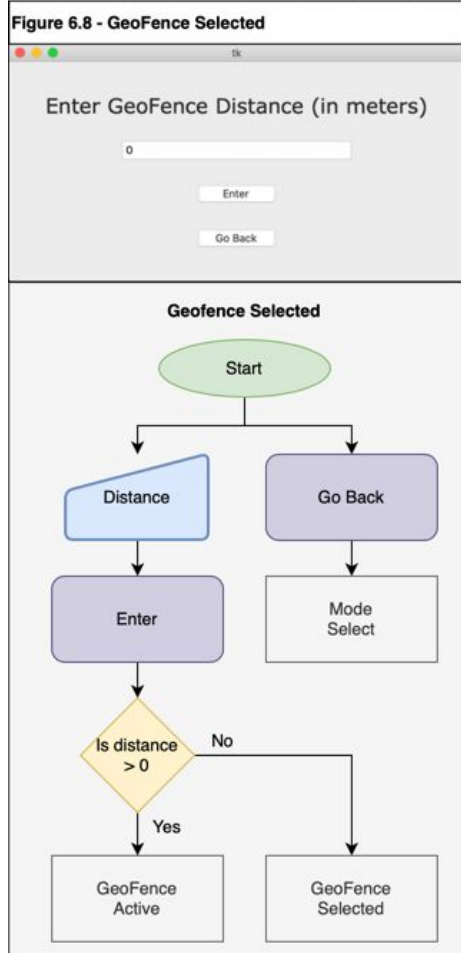 Figure 6.8 - GeoFence Selected
tk
Enter GeoFence Distance (in meters)
0
Enter
Go Back
Geofence Selected
Start
Distance
Go Back
Enter
Mode
Select
Is distance
> 0
No
Yes
GeoFence
Active
GeoFence
Selected